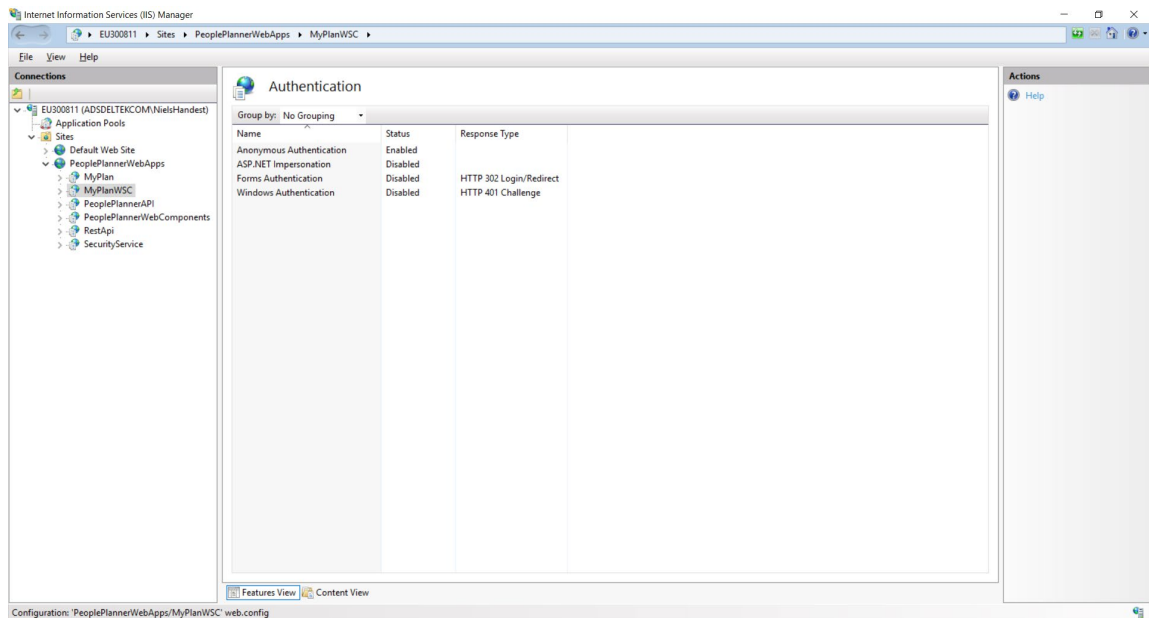 Internet Information Services (IIS) Manager
EU300811 Sites PeoplePlannerWebApps MyPlanWSC
File View Help
Connections
EU300811 (ADSDELTEKCOM\NielsHandest)
Application Pools
Sites
Default Web Site
PeoplePlannerWebApps
MyPlan
MyPlanWSC
PeoplePlannerAPI
PeoplePlannerWebComponents
RestApi
SecurityService
Authentication
Group by: No Grouping
Name Status Response Type
Anonymous Authentication Enabled
ASP.NET Impersonation Disabled
Forms Authentication Disabled HTTP 302 Login/Redirect
Windows Authentication Disabled HTTP 401 Challenge
Actions
Help
Features View Content View
Configuration: 'PeoplePlannerWebApps/MyPlanWSC' web.config